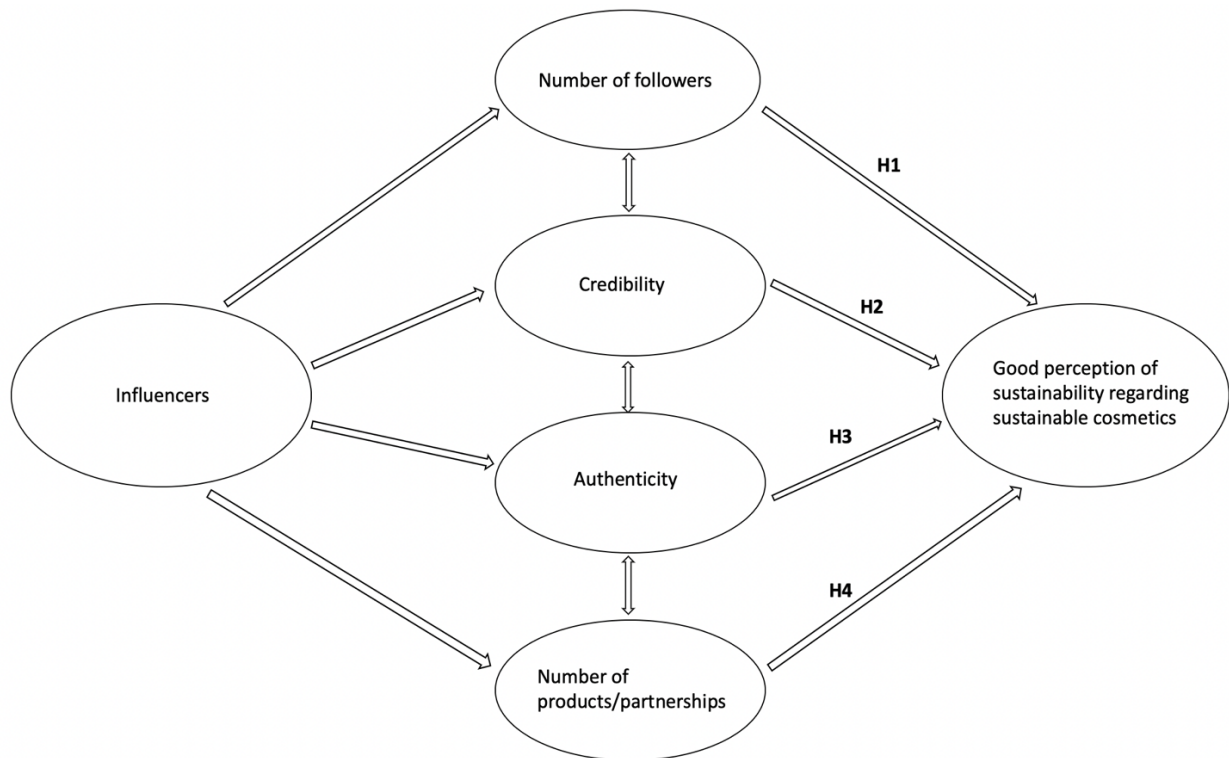 Number of followers
H1
Credibility
H2
Influencers
Good perception of
sustainability regarding
sustainable cosmetics
H3
Authenticity
H4
Number of
products/partnerships